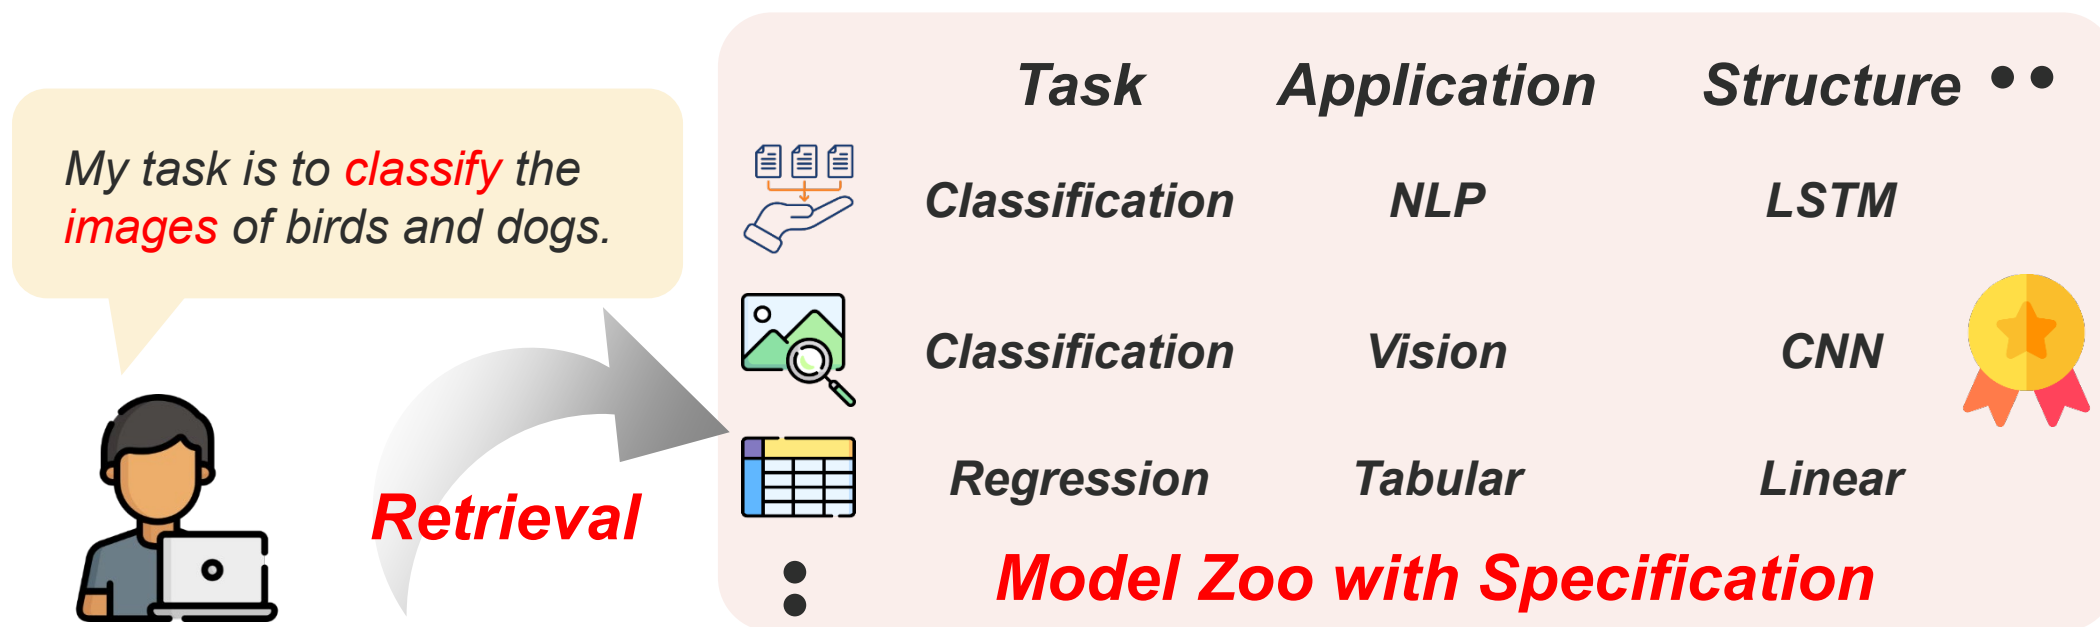 My task is to classify the
images of birds and dogs.
Retrieval
Task Application Structure
Classification NLP LSTM
Classification Vision CNN
Regression Tabular Linear
Model Zoo with Specification